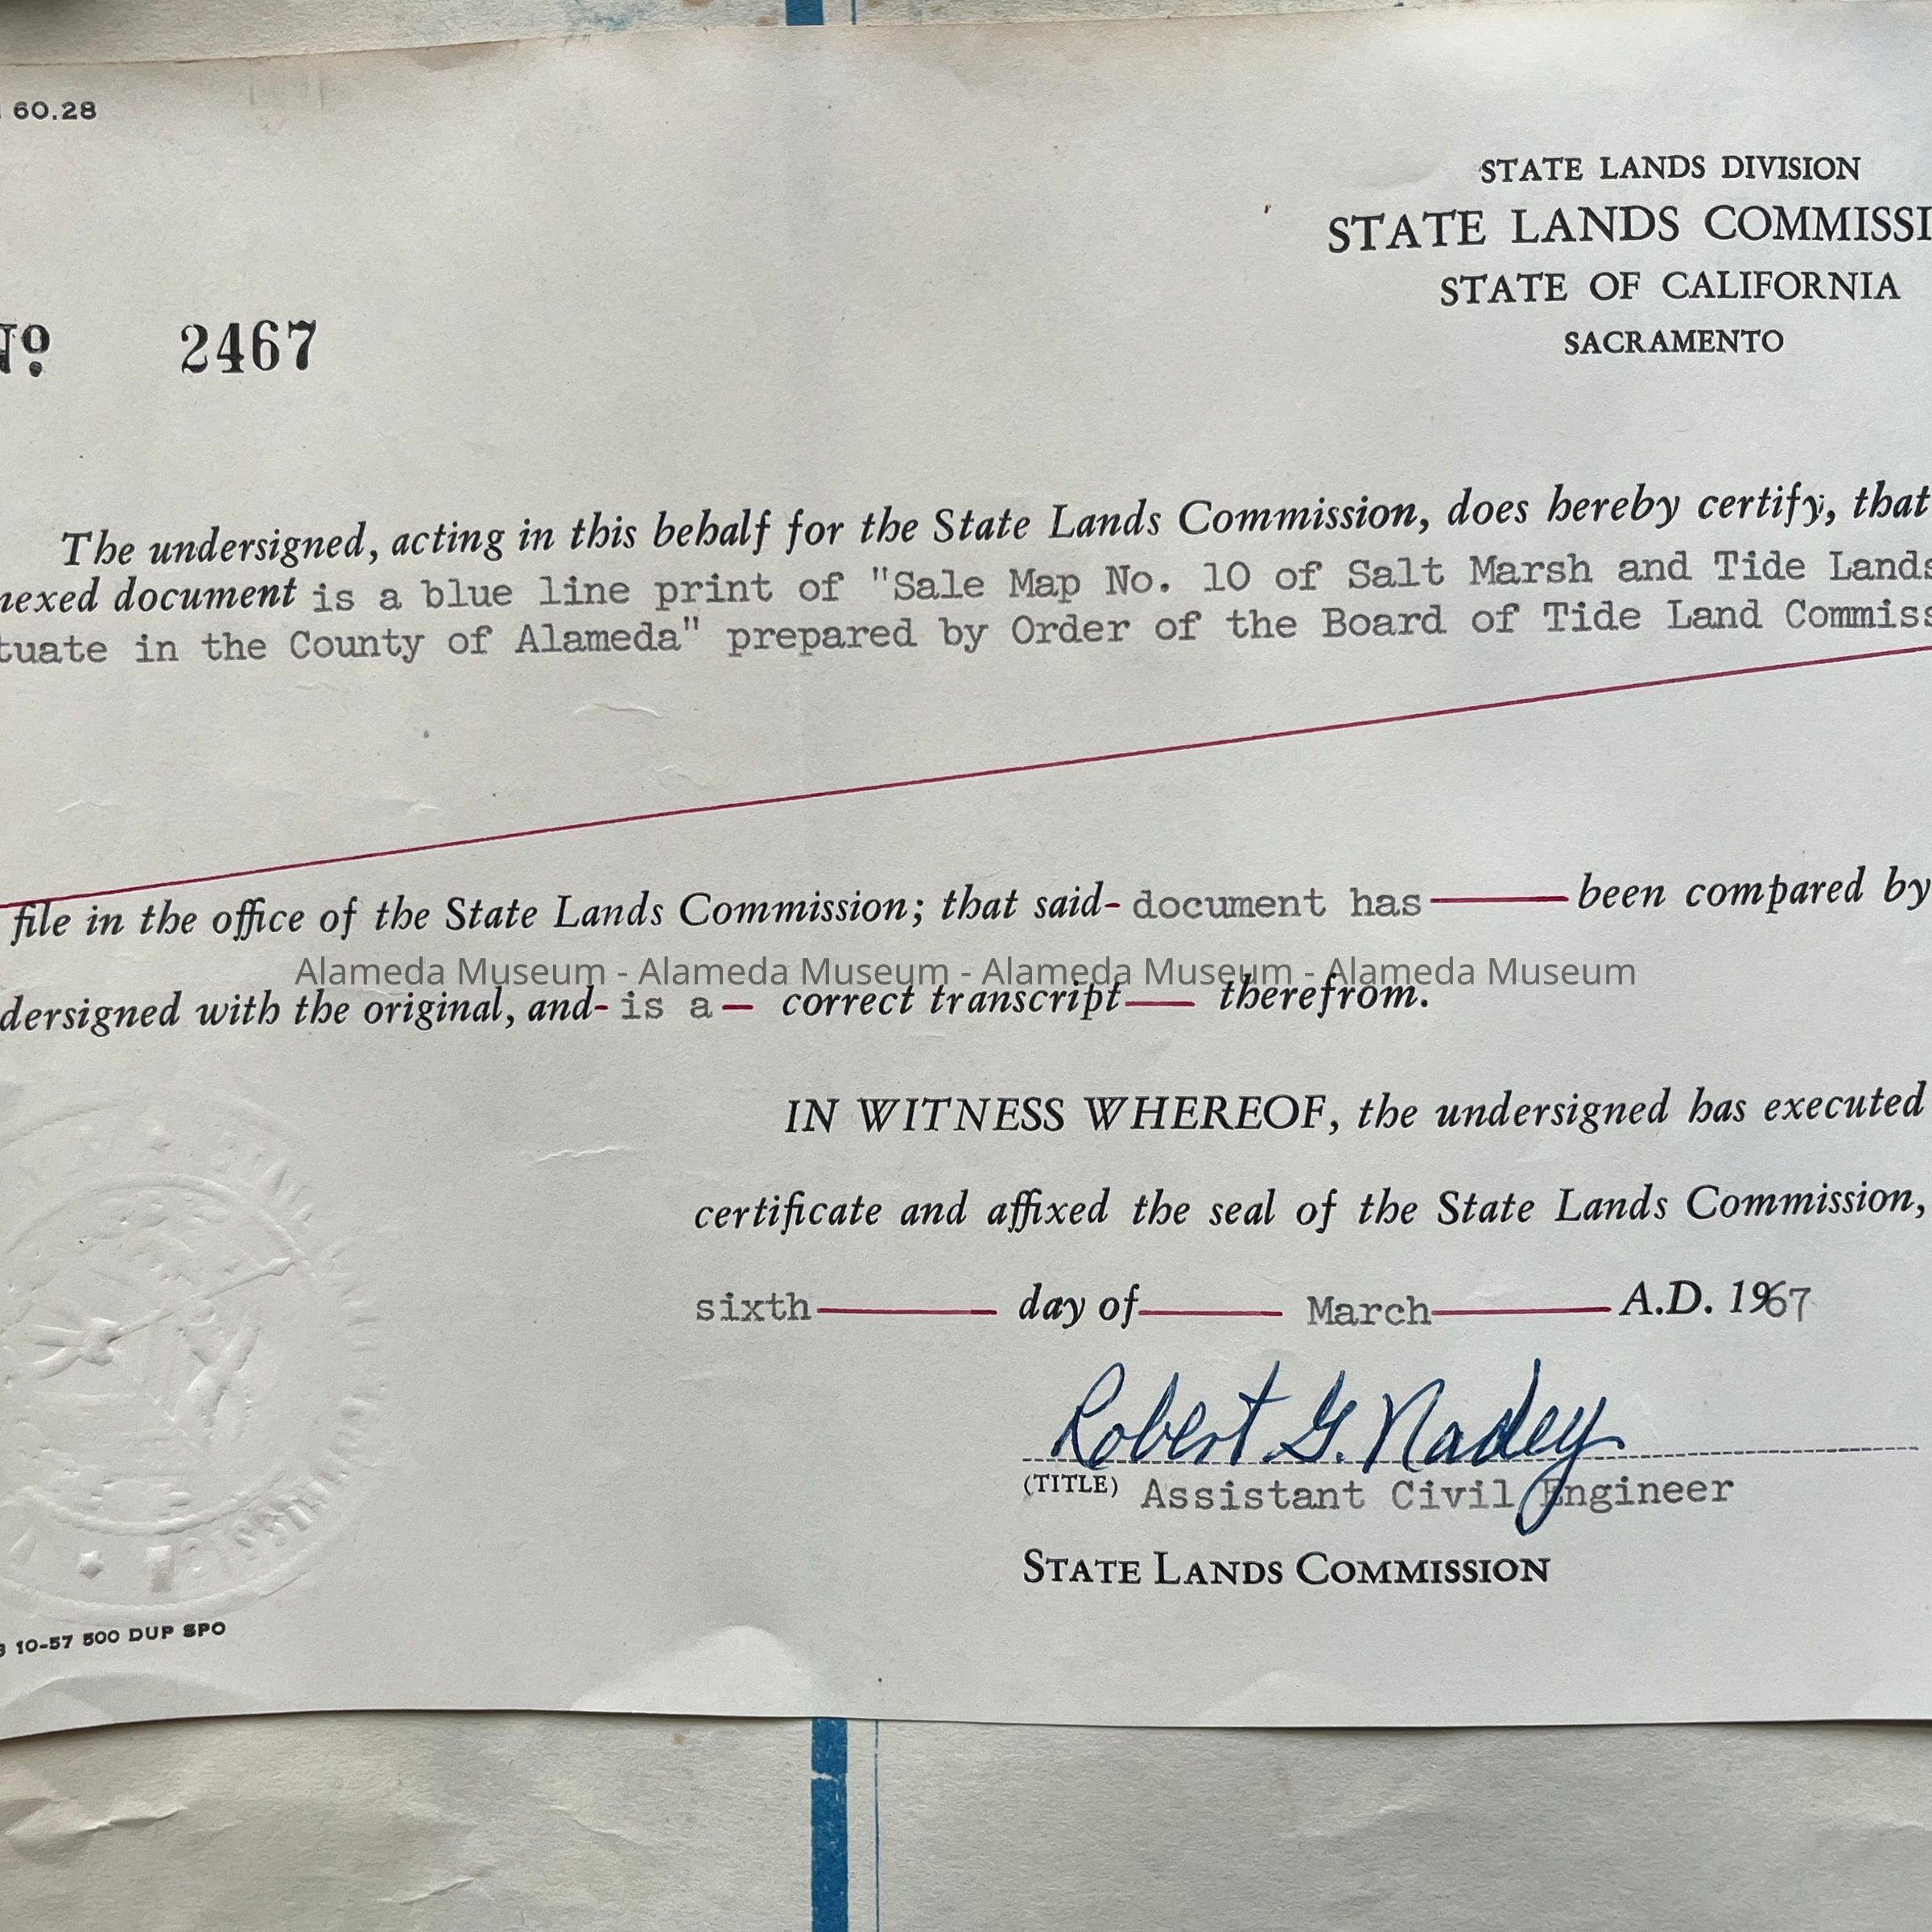 60.28
STATE LANDS DIVISION
STATE LANDS COMMISSI
STATE OF CALIFORNIA
SACRAMENTO
No 2467
The undersigned, acting in this behalf for the State Lands Commission, does hereby certify, that
nexed document is a blue line print of "Sale Map No. 10 of Salt Marsh and Tide Lands
tuate in the County of Alameda" prepared by Order of the Board of Tide Land Commiss
file in the office of the State Lands Commission; that said- document has — been compared by
Alameda Museum - Alameda Museum - Alameda Museum - Alameda Museum
dersigned with the original, and- is a — correct transcript — therefrom.
IN WITNESS WHEREOF, the undersigned has executed
certificate and affixed the seal of the State Lands Commission,
sixth — day of — March — A.D. 1967
Robert G. Nadey
(TITLE) Assistant Civil Engineer
STATE LANDS COMMISSION
10-57 500 DUP SPO